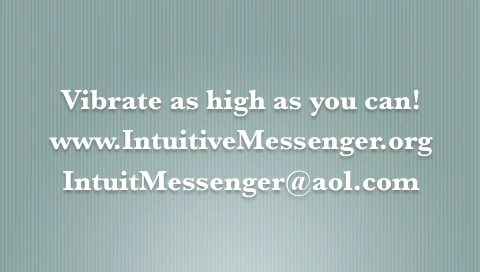 Vibrate as high as you can!
www.IntuitiveMessenger.org
IntuitMessenger@aol.com